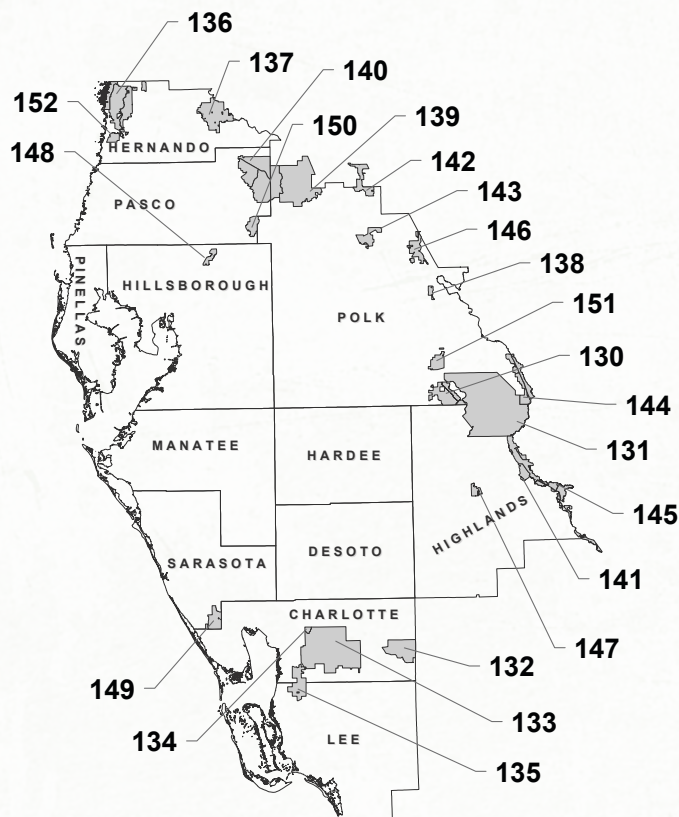 136
137
140
150
139
152
148
HERNANDO
142
143
PASCO
146
PINELLAS
HILLSBOROUGH
138
POLK
151
130
144
MANATEE
HARDEE
131
145
HIGHLANDS
DESOTO
SARASOTA
141
CHARLOTTE
147
132
149
134
133
LEE
135